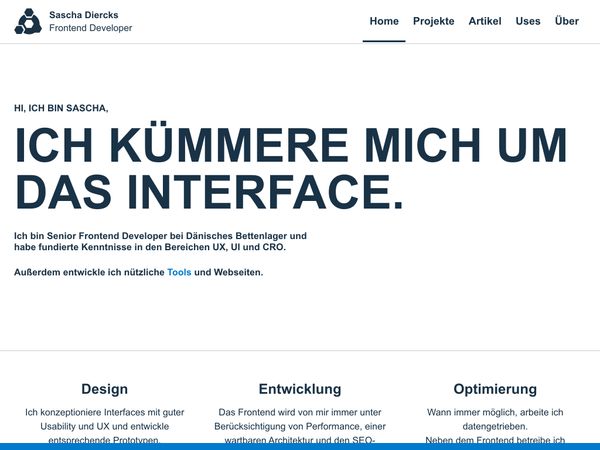 Sascha Diercks
Frontend Developer
Home Projekte Artikel Uses Über
HI, ICH BIN SASCHA,
ICH KÜMMERE MICH UM
DAS INTERFACE.
Ich bin Senior Frontend Developer bei Dänisches Bettenlager und
habe fundierte Kenntnisse in den Bereichen UX, UI und CRO.
Außerdem entwickle ich nützliche Tools und Webseiten.
Design
Ich konzeptioniere Interfaces mit guter
Usability und UX und entwickle
entsprechende Prototypen.
Entwicklung
Das Frontend wird von mir immer unter
Berücksichtigung von Performance, einer
wartbaren Architektur und den SEO-
Optimierung
Wann immer möglich, arbeite ich
datengetrieben.
Neben dem Frontend betreibe ich